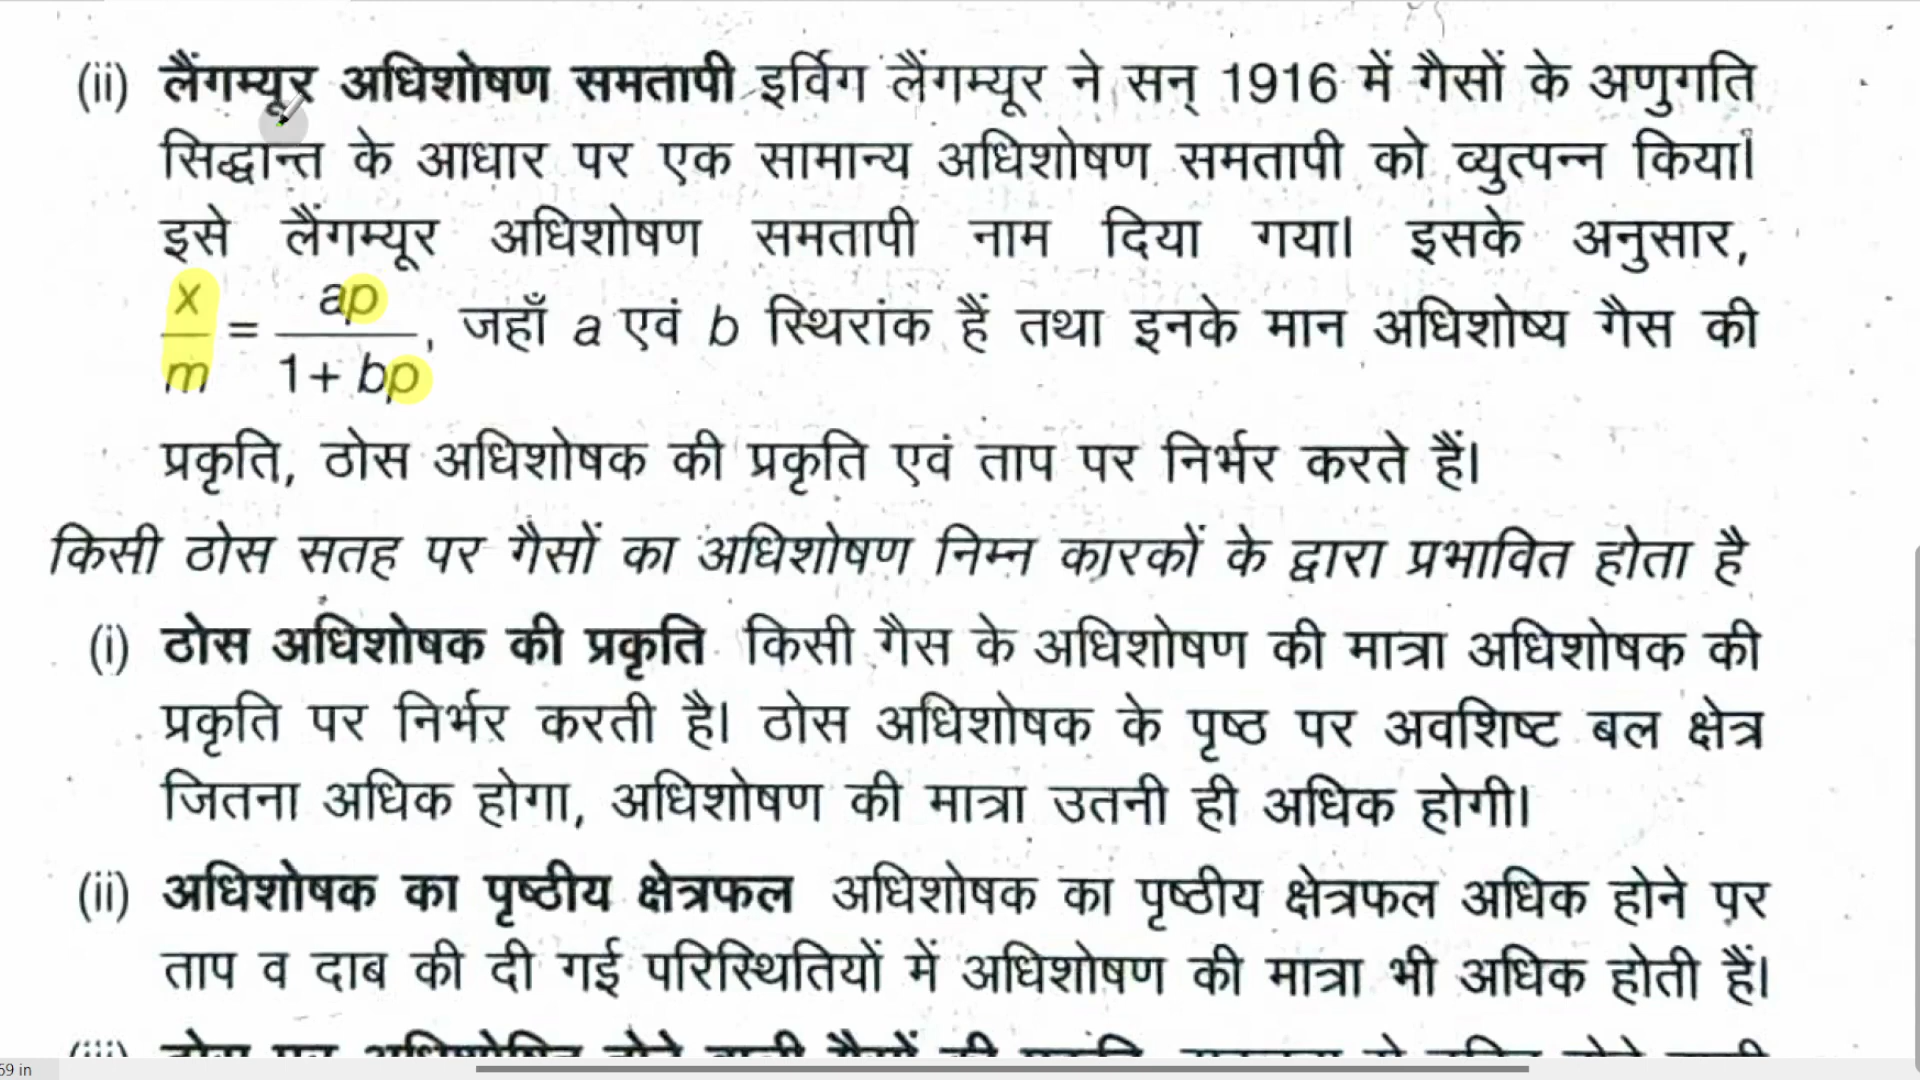 (ii) लैंगम्यूर अधिशोषण समतापी इर्विग लैंगम्यूर ने सन् 1916 में गैसों के अणुगति
सिद्धान्त के आधार पर एक सामान्य अधिशोषण समतापी को व्युत्पन्न किया।
इसे लैंगम्यूर अधिशोषण समतापी नाम दिया गया। इसके अनुसार,
x/m = ap/1 + bp, जहाँ a एवं b स्थिरांक हैं तथा इनके मान अधिशोष्य गैस की
प्रकृति, ठोस अधिशोषक की प्रकृति एवं ताप पर निर्भर करते हैं।
किसी ठोस सतह पर गैसों का अधिशोषण निम्न कारकों के द्वारा प्रभावित होता है
(i) ठोस अधिशोषक की प्रकृति किसी गैस के अधिशोषण की मात्रा अधिशोषक की
प्रकृति पर निर्भर करती है। ठोस अधिशोषक के पृष्ठ पर अवशिष्ट बल क्षेत्र
जितना अधिक होगा, अधिशोषण की मात्रा उतनी ही अधिक होगी।
(ii) अधिशोषक का पृष्ठीय क्षेत्रफल अधिशोषक का पृष्ठीय क्षेत्रफल अधिक होने पर
ताप व दाब की दी गई परिस्थितियों में अधिशोषण की मात्रा भी अधिक होती हैं।
59 in